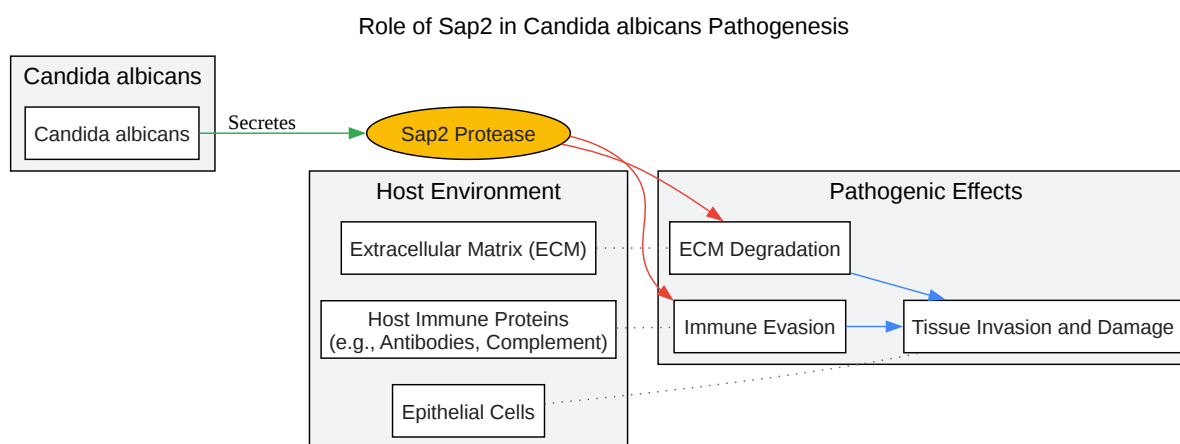 Role of Sap2 in Candida albicans Pathogenesis
Candida albicans
Candida albicans
Secretes
Sap2 Protease
Host Environment
Extracellular Matrix (ECM)
Host Immune Proteins
(e.g., Antibodies, Complement)
Epithelial Cells
Pathogenic Effects
ECM Degradation
Immune Evasion
Tissue Invasion and Damage